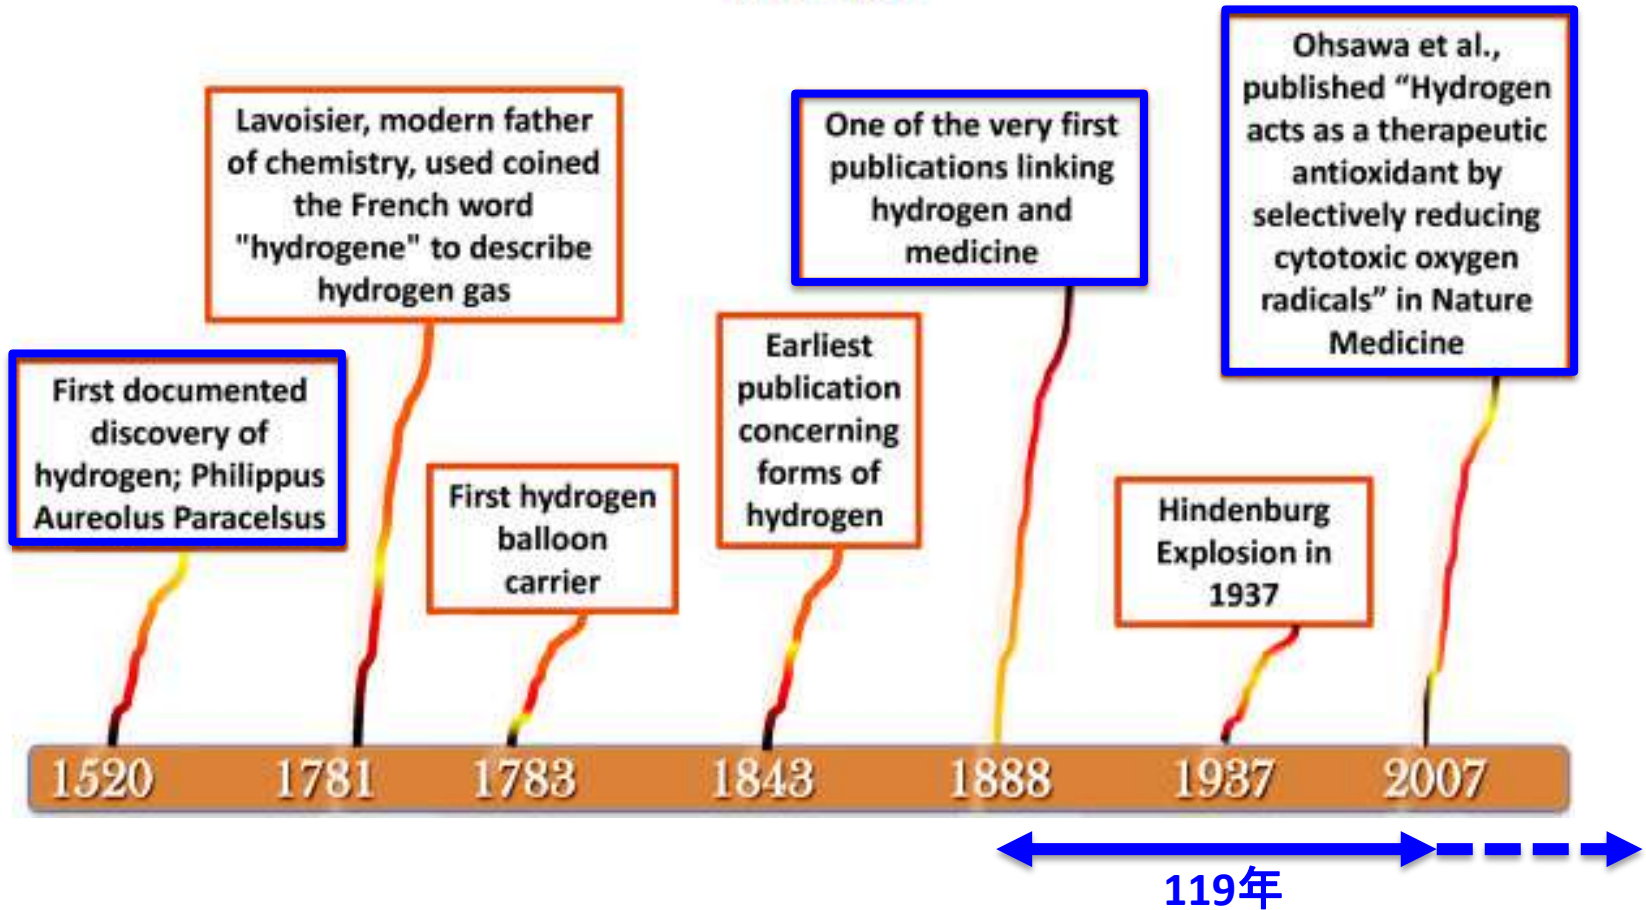 First documented
discovery of
hydrogen; Philippus
Aureolus Paracelsus
Lavoisier, modern father
of chemistry, used coined
the French word
"hydrogene" to describe
hydrogen gas
First hydrogen
balloon
carrier
Earliest
publication
concerning
forms of
hydrogen
One of the very first
publications linking
hydrogen and
medicine
Hindenburg
Explosion in
1937
Ohsawa et al.,
published “Hydrogen
acts as a therapeutic
antioxidant by
selectively reducing
cytotoxic oxygen
radicals” in Nature
Medicine
1520 1781 1783 1843 1888 1937 2007
119年